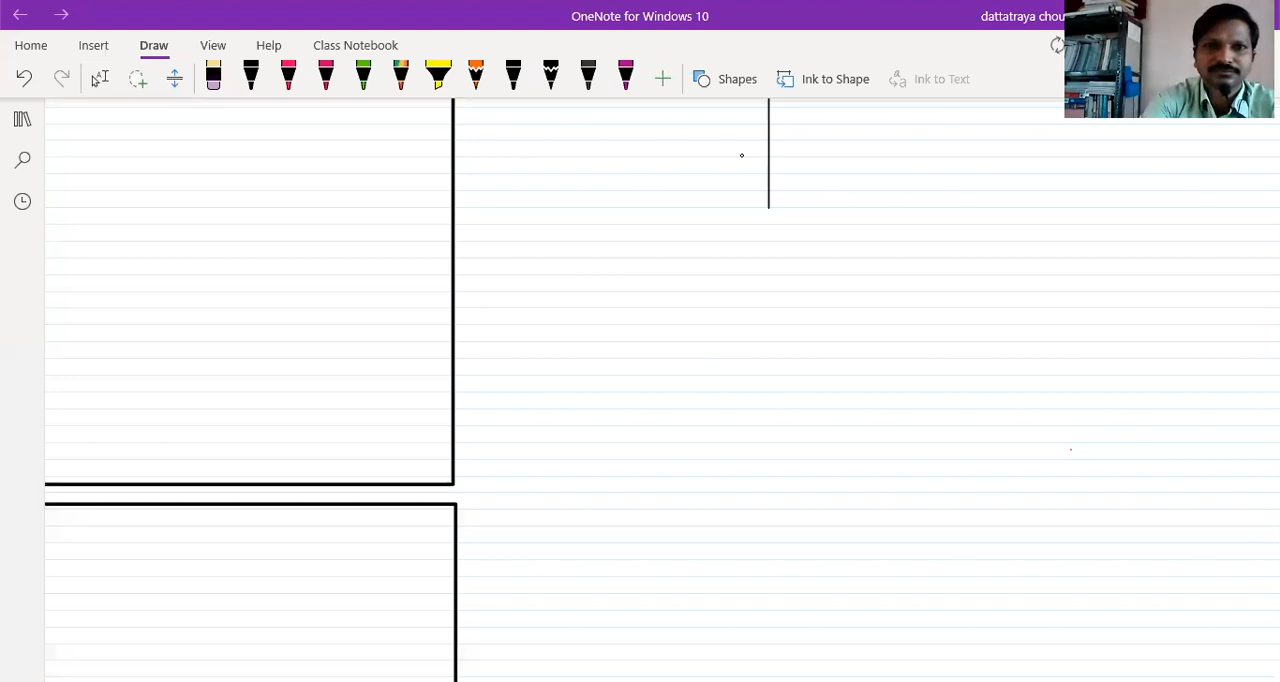 OneNote for Windows 10
dattatraya chou
Home Insert Draw View Help Class Notebook
Shapes Ink to Shape Ink to Text